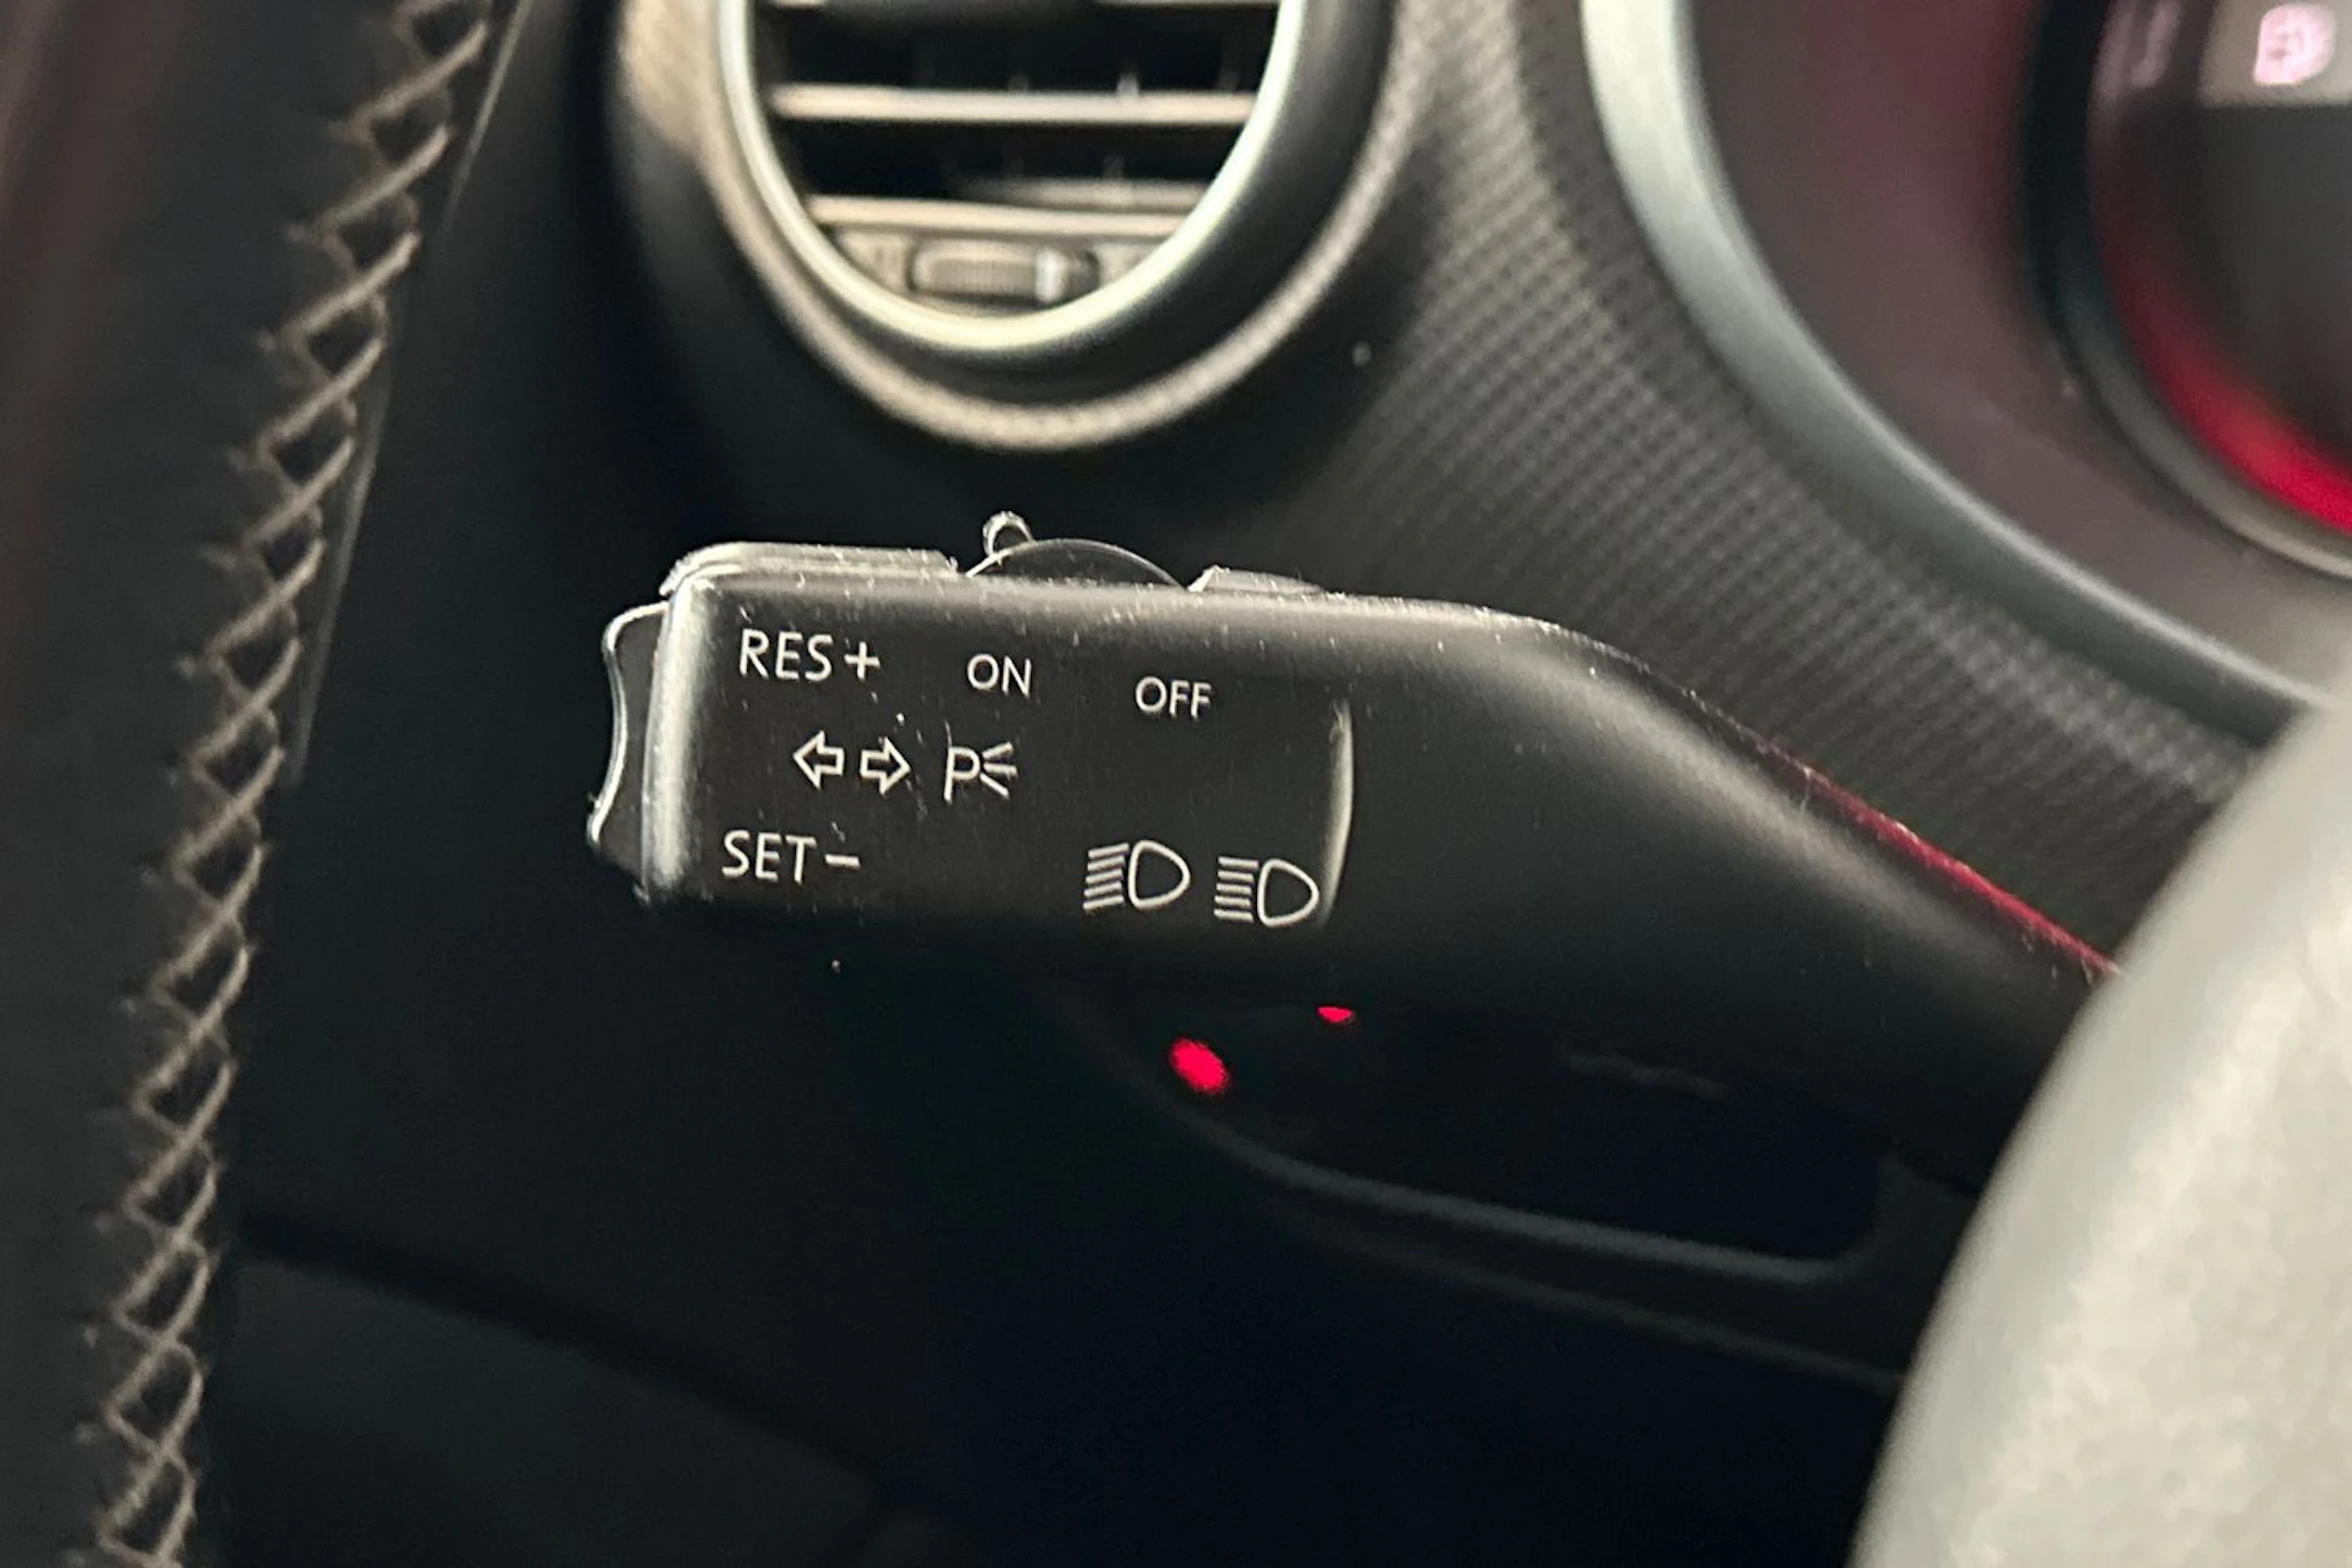 RES+ ON OFF
P
SET-